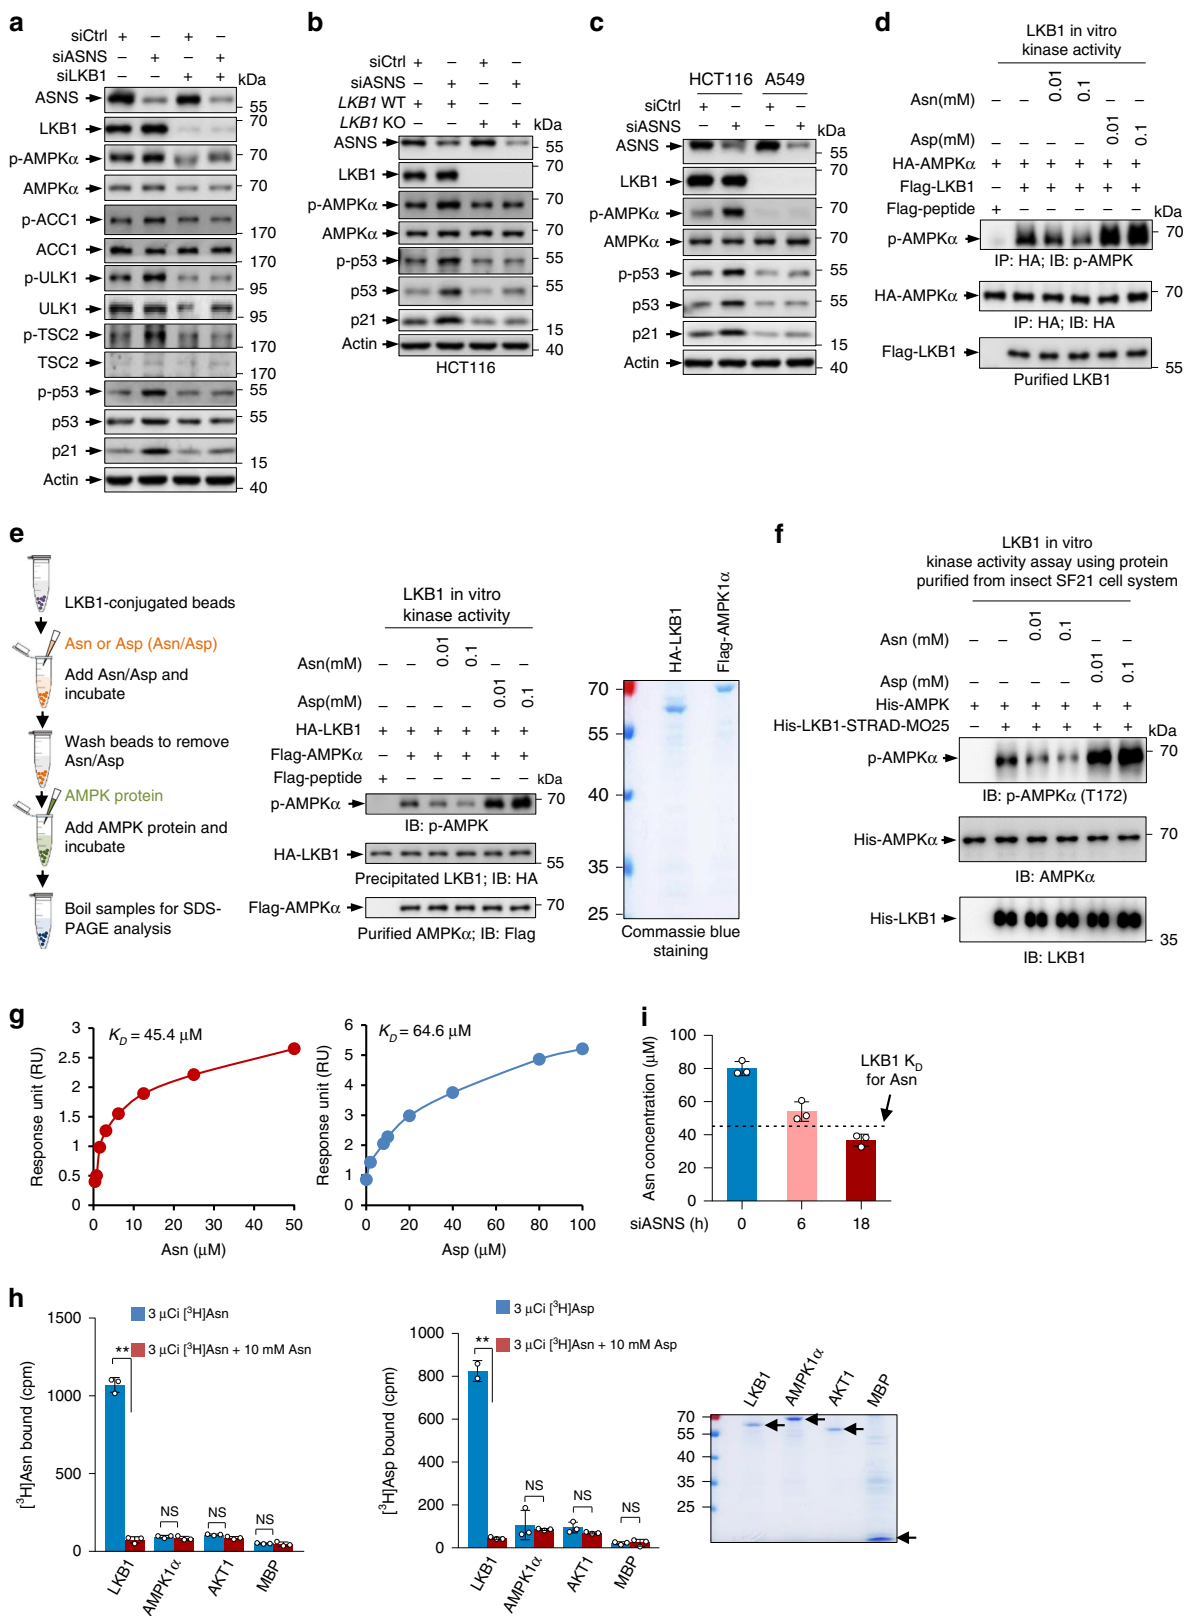 a
siCtrl + – + –
siASNS – + – +
siLKB1 – – + + kDa
ASNS 55
70
LKB1
p-AMPKα 70
AMPKα 70
p-ACC1 170
ACC1 170
p-ULK1 95
ULK1 95
p-TSC2 170
TSC2 170
p-p53 55
p53 55
p21 15
Actin 40
b
siCtrl + – + –
siASNS – + – +
LKB1 WT + + – –
LKB1 KO – – + + kDa
ASNS 55
LKB1 70
p-AMPKα 70
AMPKα 70
p-p53 55
p53 55
p21 15
Actin 40
HCT116
c
HCT116 A549
siCtrl + – + –
siASNS – + – + kDa
ASNS 55
70
LKB1
p-AMPKα 70
AMPKα 70
p-p53 55
p53 55
p21 15
Actin 40
d
LKB1 in vitro
kinase activity
Asn(mM) – – 0.01 0.1 – –
Asp(mM) – – – – 0.01 0.1
HA-AMPKα + + + + + +
Flag-LKB1 – + + + + +
Flag-peptide + – – – – – kDa
p-AMPKα 70
IP: HA; IB: p-AMPK
HA-AMPKα 70
IP: HA; IB: HA
Flag-LKB1 55
Purified LKB1
e
LKB1-conjugated beads
Asn or Asp (Asn/Asp)
Add Asn/Asp and
incubate
Wash beads to remove
Asn/Asp
AMPK protein
Add AMPK protein and
incubate
Boil samples for SDS-
PAGE analysis
LKB1 in vitro
kinase activity
Asn(mM) – – 0.01 0.1 – –
Asp(mM) – – – – 0.01 0.1
HA-LKB1 + + + + + +
Flag-AMPKα – + + + + +
Flag-peptide + – – – – – kDa
p-AMPKα 70
IB: p-AMPK
HA-LKB1 55
Precipitated LKB1; IB: HA
Flag-AMPKα 70
Purified AMPKα; IB: Flag
HA-LKB1
Flag-AMPK1α
70
55
40
35
25
Commassie blue
staining
f
LKB1 in vitro
kinase activity assay using protein
purified from insect SF21 cell system
Asn (mM) – – 0.01 0.1 – –
Asp (mM) – – – – 0.01 0.1
His-AMPK + + + + + +
His-LKB1-STRAD-MO25 – + + + + + kDa
p-AMPKα 70
IB: p-AMPKα (T172)
His-AMPKα 70
IB: AMPKα
His-LKB1 35
IB: LKB1
g
K_D = 45.4 μM
Response unit (RU)
3
2.5
2
1.5
1
0.5
0
0 10 20 30 40 50
Asn (μM)
K_D = 64.6 μM
Response unit (RU)
6
5
4
3
2
1
0
0 20 40 60 80 100
Asp (μM)
i
Asn concentration (μM)
100
80
60
40
20
0
LKB1 K_D
for Asn
siASNS (h) 0 6 18
h
3 μCi [³H]Asn
3 μCi [³H]Asn + 10 mM Asn
[³H]Asn bound (cpm)
1500
1000
500
0
** NS NS NS
LKB1 AMPK1α AKT1 MBP
3 μCi [³H]Asp
3 μCi [³H]Asp + 10 mM Asp
[³H]Asp bound (cpm)
1000
800
600
400
200
0
** NS NS NS
LKB1 AMPK1α AKT1 MBP
LKB1 AMPK1α AKT1 MBP
70
55
40
35
25